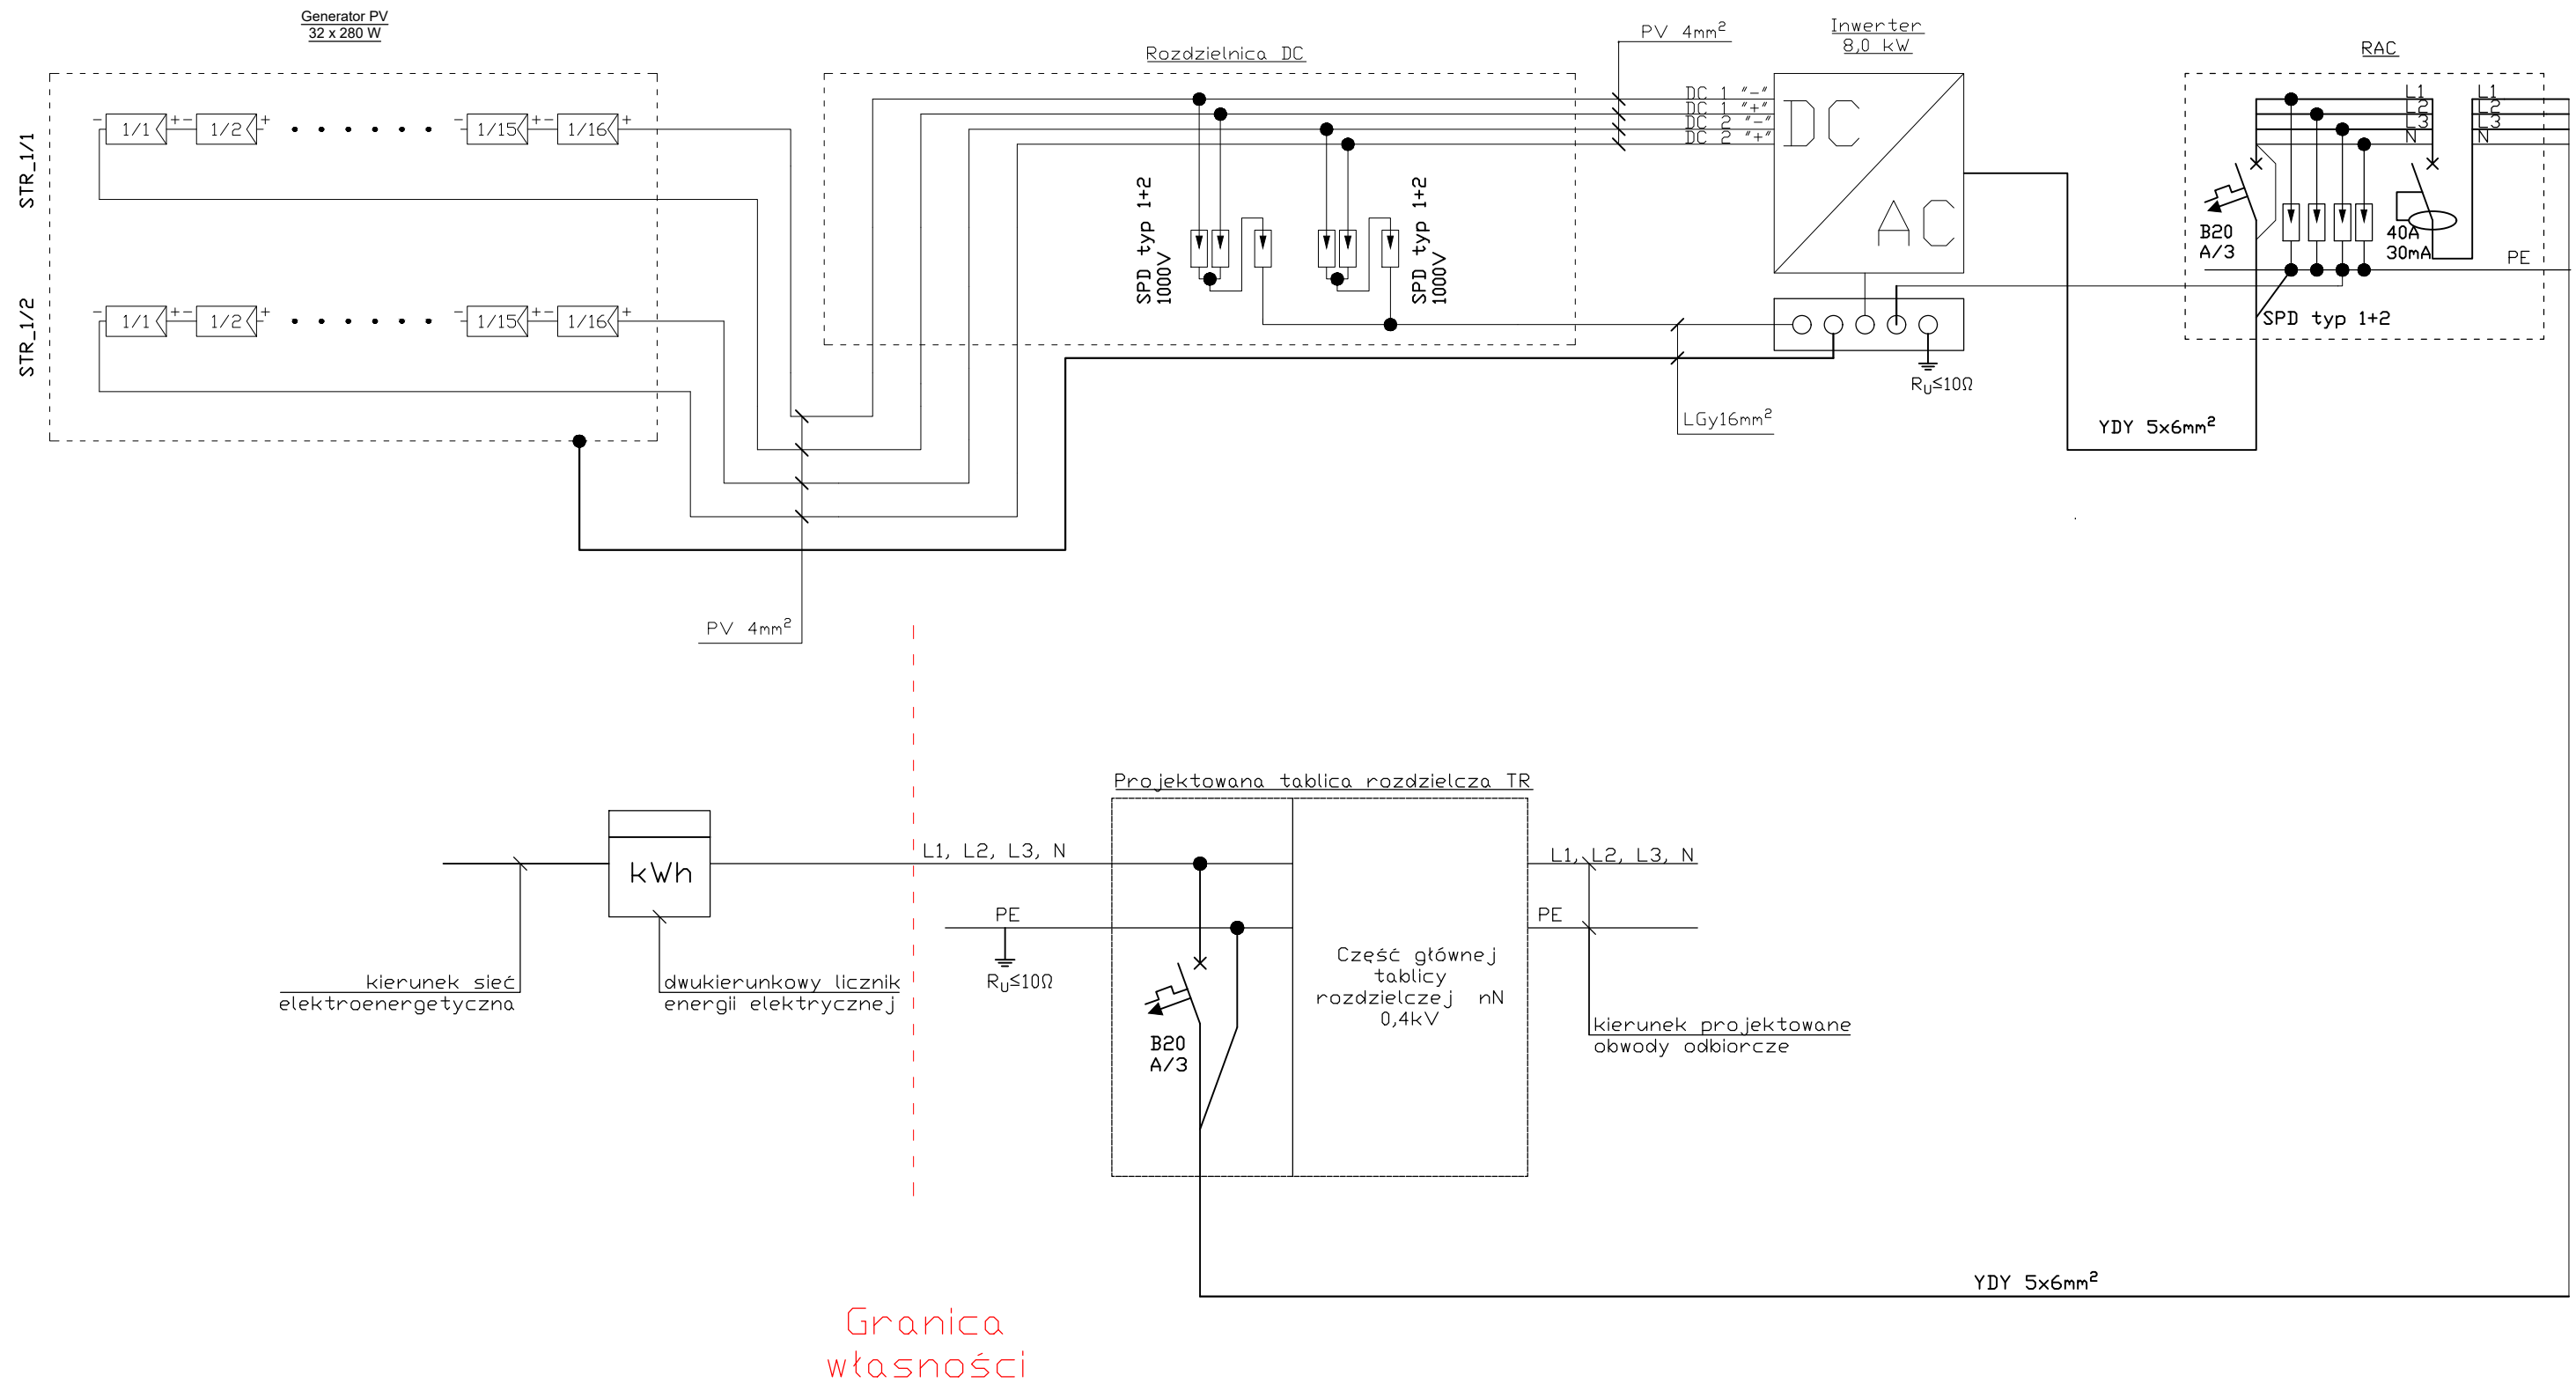 Generator PV
32 x 280 W
STR_1/1
- 1/1 + - 1/2 + - 1/15 + - 1/16 +
STR_1/2
- 1/1 + - 1/2 + - 1/15 + - 1/16 +
PV 4mm²
Rozdzielnica DC
SPD typ 1+2
1000V
SPD typ 1+2
1000V
PV 4mm²
DC 1 "-"
DC 1 "+"
DC 2 "-"
DC 2 "+"
Inwerter
8,0 kW
DC
AC
LGy16mm²
RU≤10Ω
YDY 5x6mm²
RAC
L1
L2
L3
N
L1
L2
L3
N
B20
A/3
40A
30mA
PE
SPD typ 1+2
kWh
kierunek sieć
elektroenergetyczna
dwukierunkowy licznik
energii elektrycznej
Projektowana tablica rozdzielcza TR
L1, L2, L3, N
PE
RU≤10Ω
B20
A/3
Część głównej
tablicy
rozdzielczej nN
0,4kV
L1, L2, L3, N
PE
kierunek projektowane
obwody odbiorcze
YDY 5x6mm²
Granica
własności